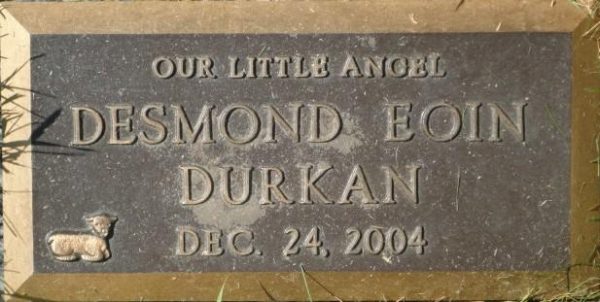 OUR LITTLE ANGEL
DESMOND EOIN
DURKAN
DEC. 24, 2004